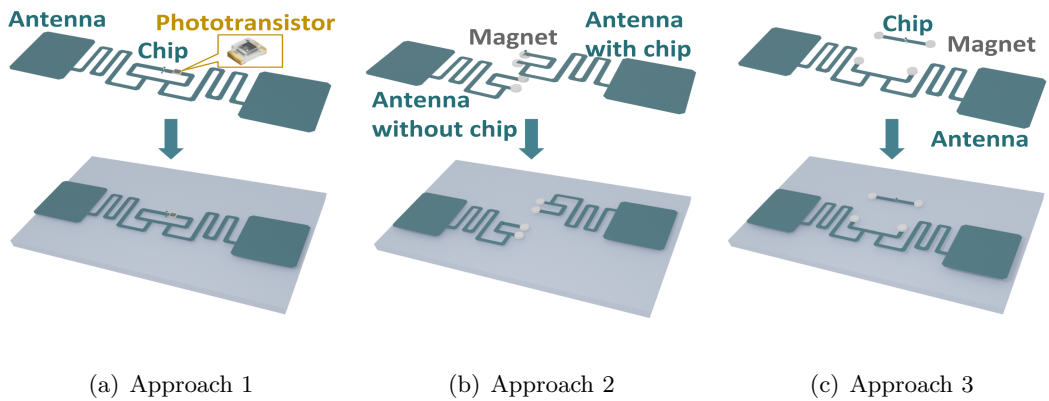 Antenna
Phototransistor
Chip
Magnet
Antenna
with chip
Antenna
without chip
Chip
Magnet
Antenna
(a) Approach 1
(b) Approach 2
(c) Approach 3